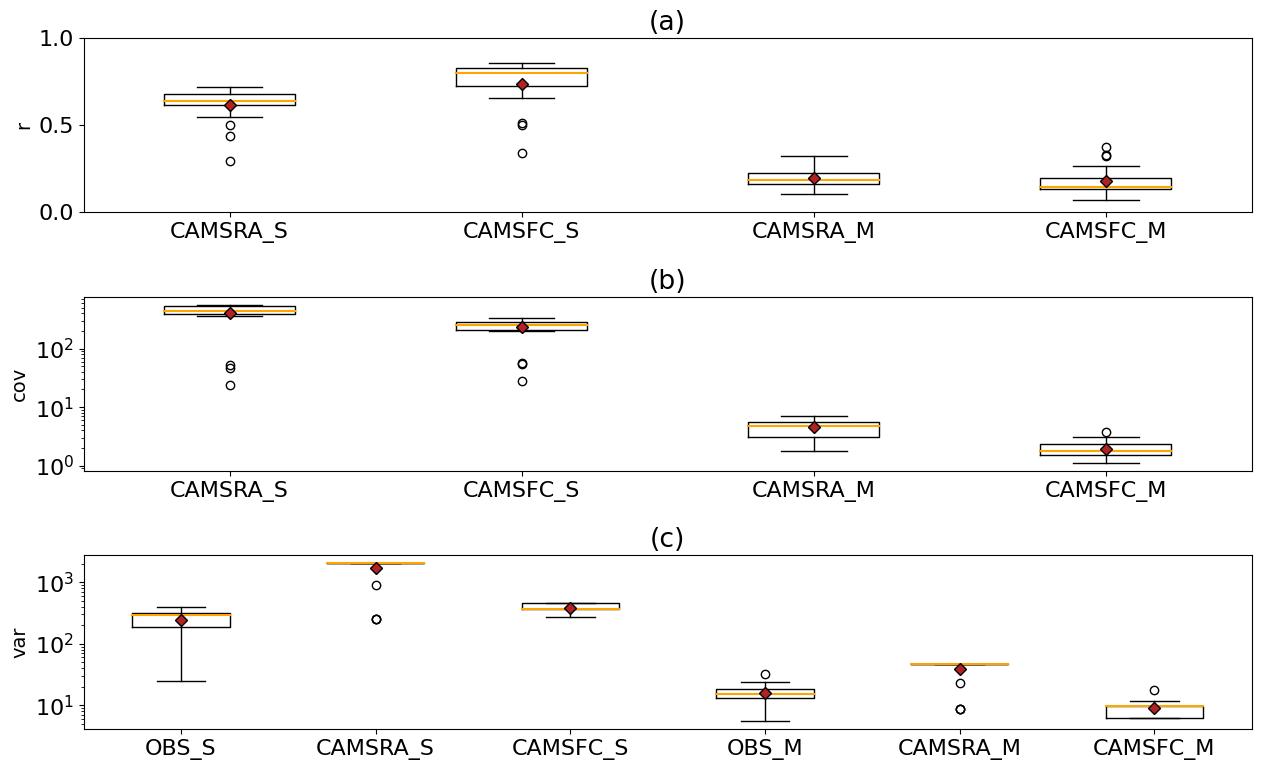 (a)
1.0
0.5
0.0
r
CAMSRA_S CAMSFC_S CAMSRA_M CAMSFC_M
(b)
10²
10¹
10⁰
cov
CAMSRA_S CAMSFC_S CAMSRA_M CAMSFC_M
(c)
10³
10²
10¹
var
OBS_S CAMSRA_S CAMSFC_S OBS_M CAMSRA_M CAMSFC_M